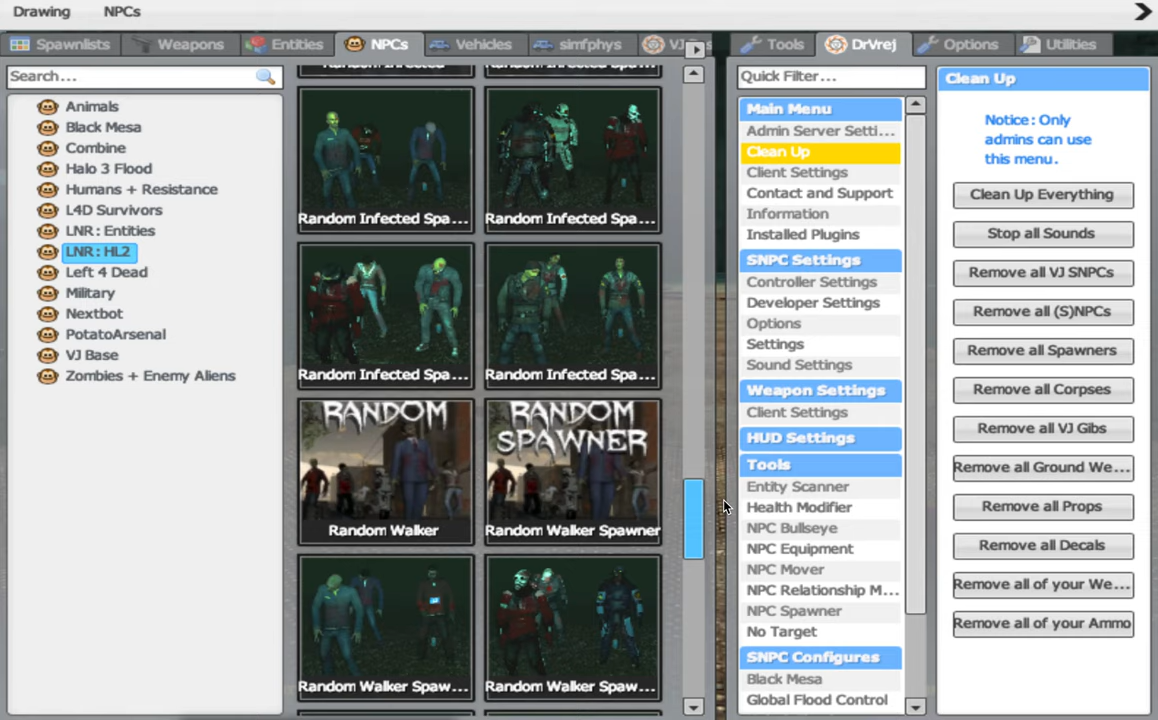 Drawing NPCs
Spawnlists Weapons Entities NPCs Vehicles simfphys
Tools DrVrej Options Utilities
Search...
Animals
Black Mesa
Combine
Halo 3 Flood
Humans + Resistance
L4D Survivors
LNR : Entities
LNR : HL2
Left 4 Dead
Military
Nextbot
PotatoArsenal
VJ Base
Zombies + Enemy Aliens
Random Infected Random Infected Spaw...
Random Infected Spa... Random Infected Spa...
Random Infected Spa... Random Infected Spa...
RANDOM
Random Walker
RANDOM
SPAWNER
Random Walker Spawner
Random Walker Spaw... Random Walker Spawner...
Quick Filter...
Main Menu
Admin Server Setti...
Clean Up
Client Settings
Contact and Support
Information
Installed Plugins
SNPC Settings
Controller Settings
Developer Settings
Options
Settings
Sound Settings
Weapon Settings
Client Settings
HUD Settings
Tools
Entity Scanner
Health Modifier
NPC Bullseye
NPC Equipment
NPC Mover
NPC Relationship M...
NPC Spawner
No Target
SNPC Configures
Black Mesa
Global Flood Control
Clean Up
Notice: Only
admins can use
this menu.
Clean Up Everything
Stop all Sounds
Remove all VJ SNPCs
Remove all (S)NPCs
Remove all Spawners
Remove all Corpses
Remove all VJ Gibs
Remove all Ground We...
Remove all Props
Remove all Decals
Remove all of your We...
Remove all of your Ammo